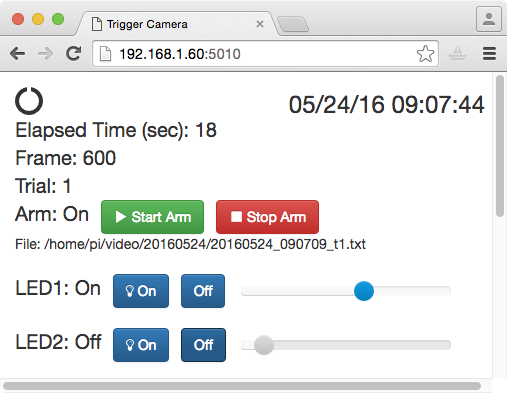 Trigger Camera
192.168.1.60:5010
05/24/16 09:07:44
Elapsed Time (sec): 18
Frame: 600
Trial: 1
Arm: On Start Arm Stop Arm
File: /home/pi/video/20160524/20160524_090709_t1.txt
LED1: On On Off
LED2: Off On Off